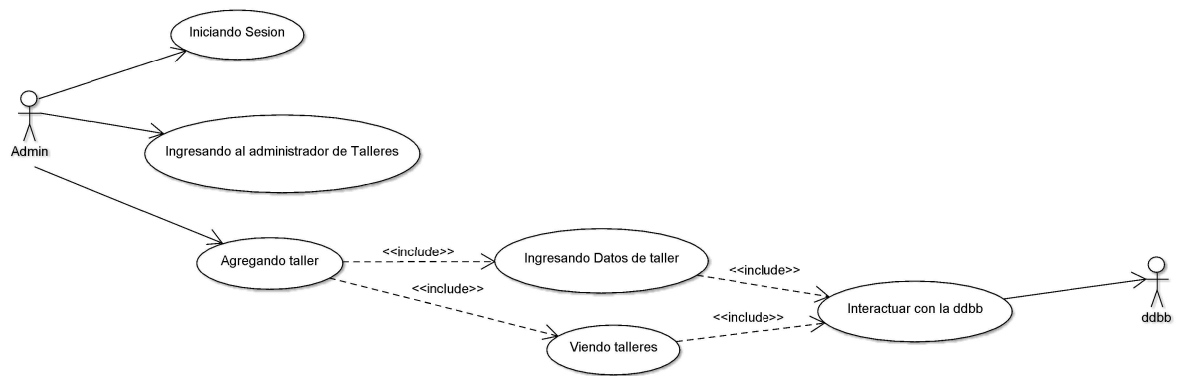 Iniciando Sesion
Admin
Ingresando al administrador de Talleres
Agregando taller
<<include>>
<<include>>
Ingresando Datos de taller
Viendo talleres
<<include>>
<<include>>
Interactuar con la ddbb
ddbb